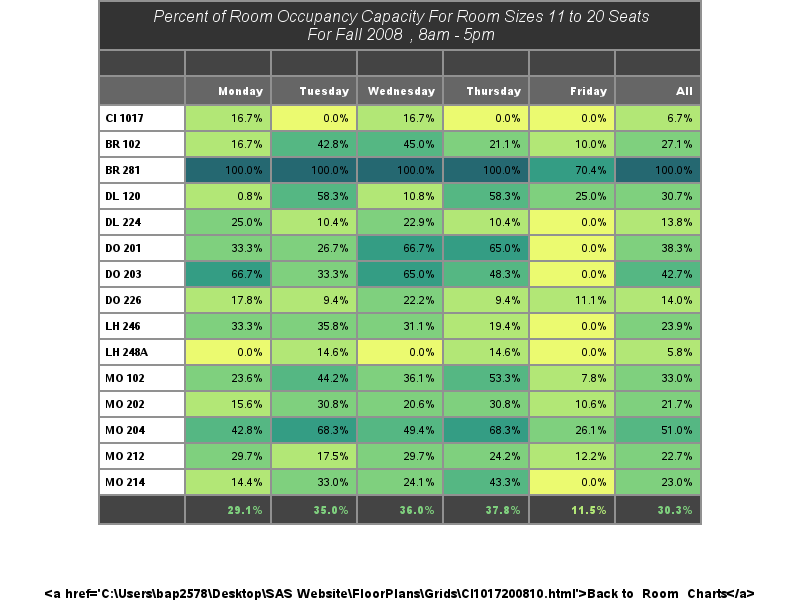 Percent of Room Occupancy Capacity For Room Sizes 11 to 20 Seats
For Fall 2008 , 8am - 5pm
Monday Tuesday Wednesday Thursday Friday All
CI 1017 16.7% 0.0% 16.7% 0.0% 0.0% 6.7%
BR 102 16.7% 42.8% 45.0% 21.1% 10.0% 27.1%
BR 281 100.0% 100.0% 100.0% 100.0% 70.4% 100.0%
DL 120 0.8% 58.3% 10.8% 58.3% 25.0% 30.7%
DL 224 25.0% 10.4% 22.9% 10.4% 0.0% 13.8%
DO 201 33.3% 26.7% 66.7% 65.0% 0.0% 38.3%
DO 203 66.7% 33.3% 65.0% 48.3% 0.0% 42.7%
DO 226 17.8% 9.4% 22.2% 9.4% 11.1% 14.0%
LH 246 33.3% 35.8% 31.1% 19.4% 0.0% 23.9%
LH 248A 0.0% 14.6% 0.0% 14.6% 0.0% 5.8%
MO 102 23.6% 44.2% 36.1% 53.3% 7.8% 33.0%
MO 202 15.6% 30.8% 20.6% 30.8% 10.6% 21.7%
MO 204 42.8% 68.3% 49.4% 68.3% 26.1% 51.0%
MO 212 29.7% 17.5% 29.7% 24.2% 12.2% 22.7%
MO 214 14.4% 33.0% 24.1% 43.3% 0.0% 23.0%
29.1% 35.0% 36.0% 37.8% 11.5% 30.3%
<a href='C:\Users\bap2578\Desktop\SAS Website\FloorPlans\Grids\CI1017200810.html'>Back to Room Charts</a>